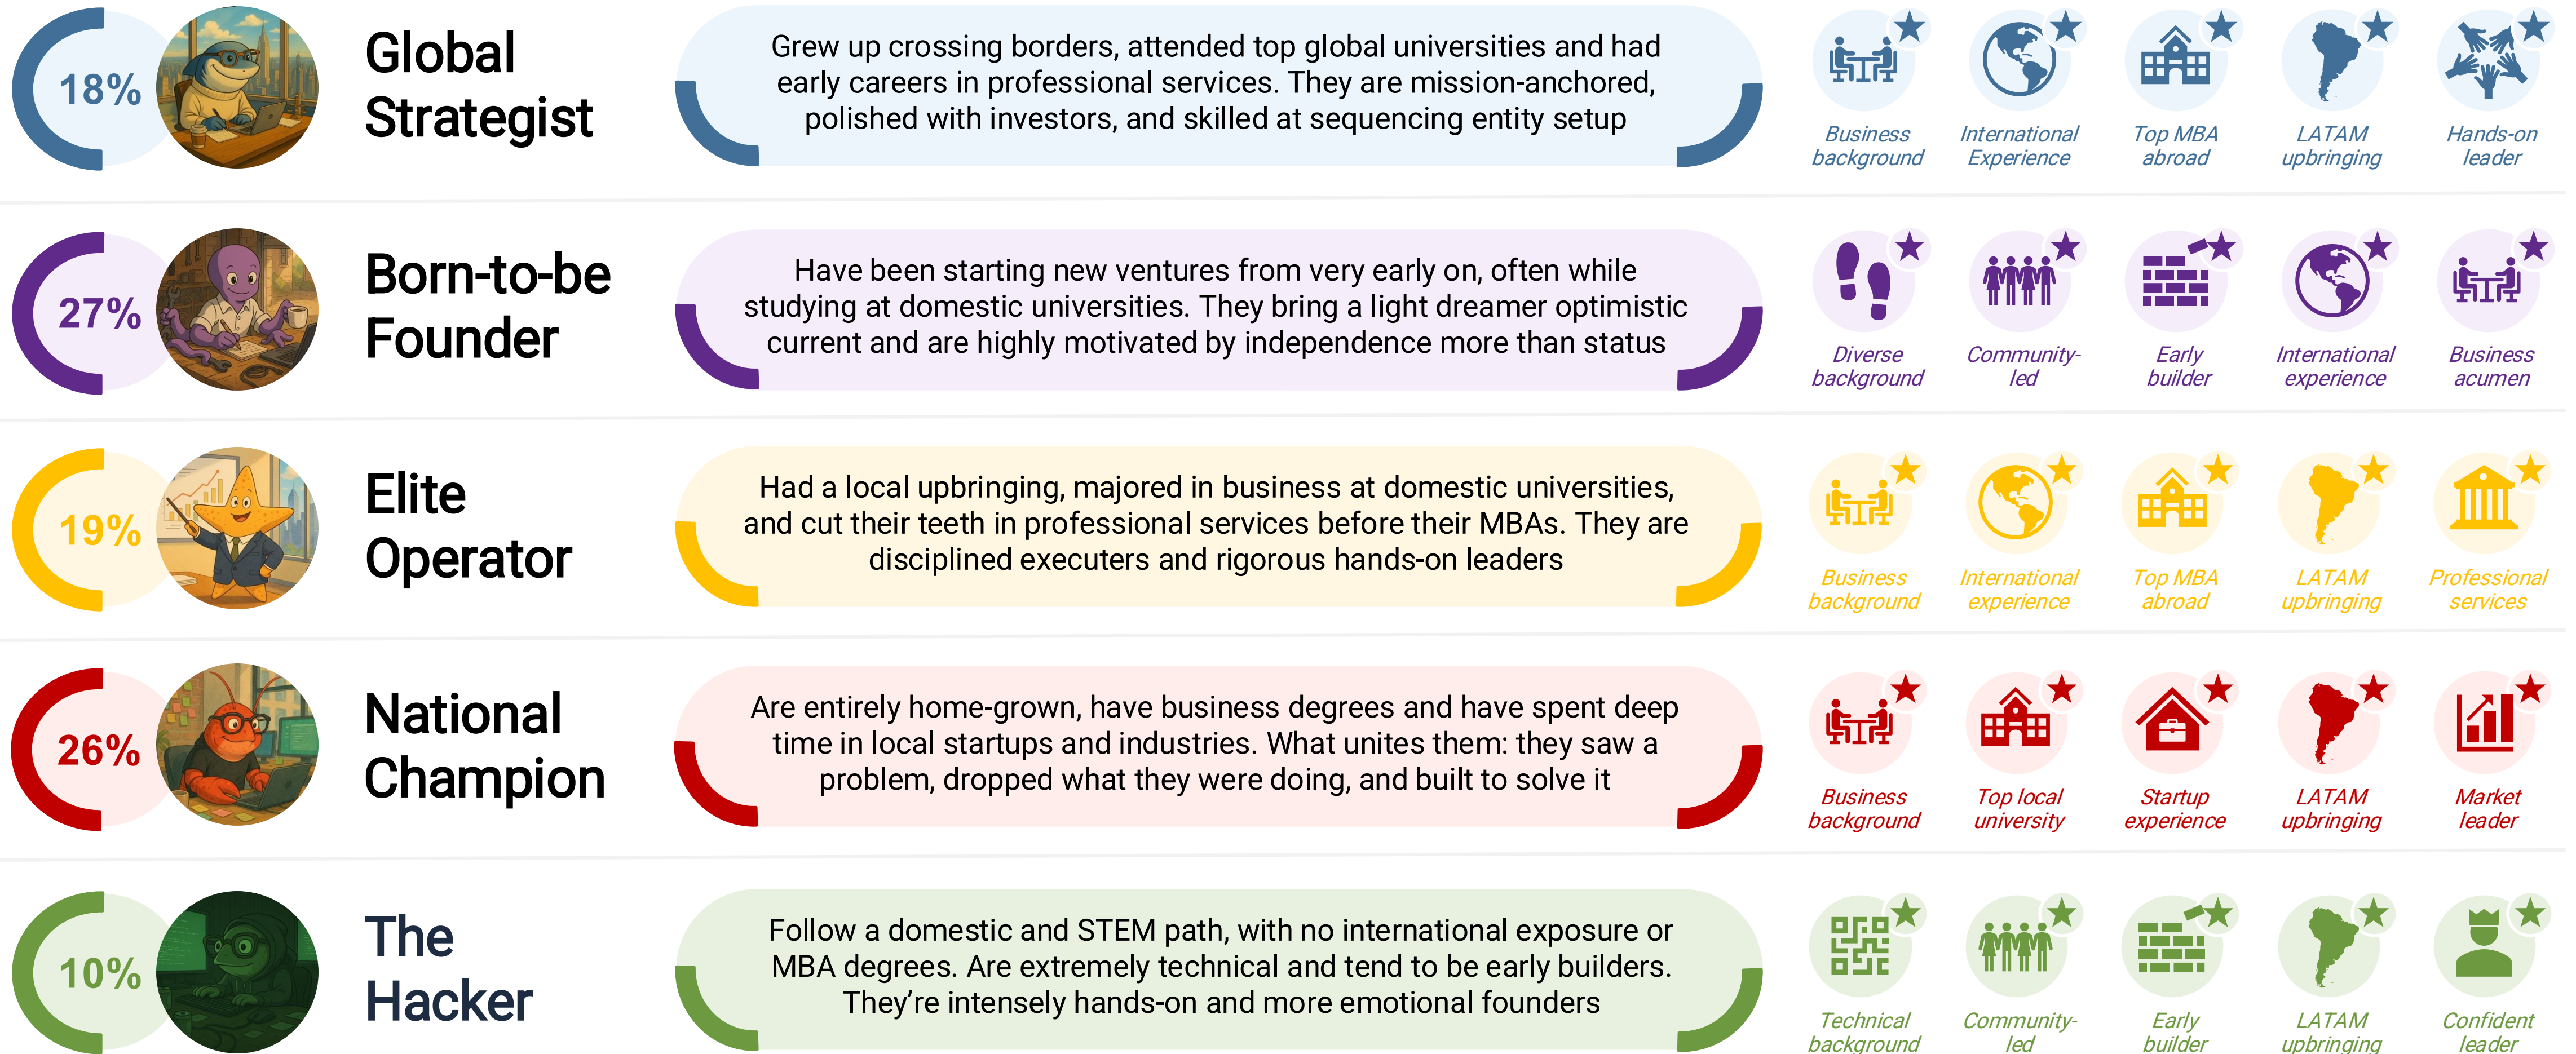 18%
Global
Strategist
Grew up crossing borders, attended top global universities and had
early careers in professional services. They are mission-anchored,
polished with investors, and skilled at sequencing entity setup
Business
background
International
Experience
Top MBA
abroad
LATAM
upbringing
Hands-on
leader
27%
Born-to-be
Founder
Have been starting new ventures from very early on, often while
studying at domestic universities. They bring a light dreamer optimistic
current and are highly motivated by independence more than status
Diverse
background
Community-
led
Early
builder
International
experience
Business
acumen
19%
Elite
Operator
Had a local upbringing, majored in business at domestic universities,
and cut their teeth in professional services before their MBAs. They are
disciplined executers and rigorous hands-on leaders
Business
background
International
experience
Top MBA
abroad
LATAM
upbringing
Professional
services
26%
National
Champion
Are entirely home-grown, have business degrees and have spent deep
time in local startups and industries. What unites them: they saw a
problem, dropped what they were doing, and built to solve it
Business
background
Top local
university
Startup
experience
LATAM
upbringing
Market
leader
10%
The
Hacker
Follow a domestic and STEM path, with no international exposure or
MBA degrees. Are extremely technical and tend to be early builders.
They’re intensely hands-on and more emotional founders
Technical
background
Community-
led
Early
builder
LATAM
upbringing
Confident
leader